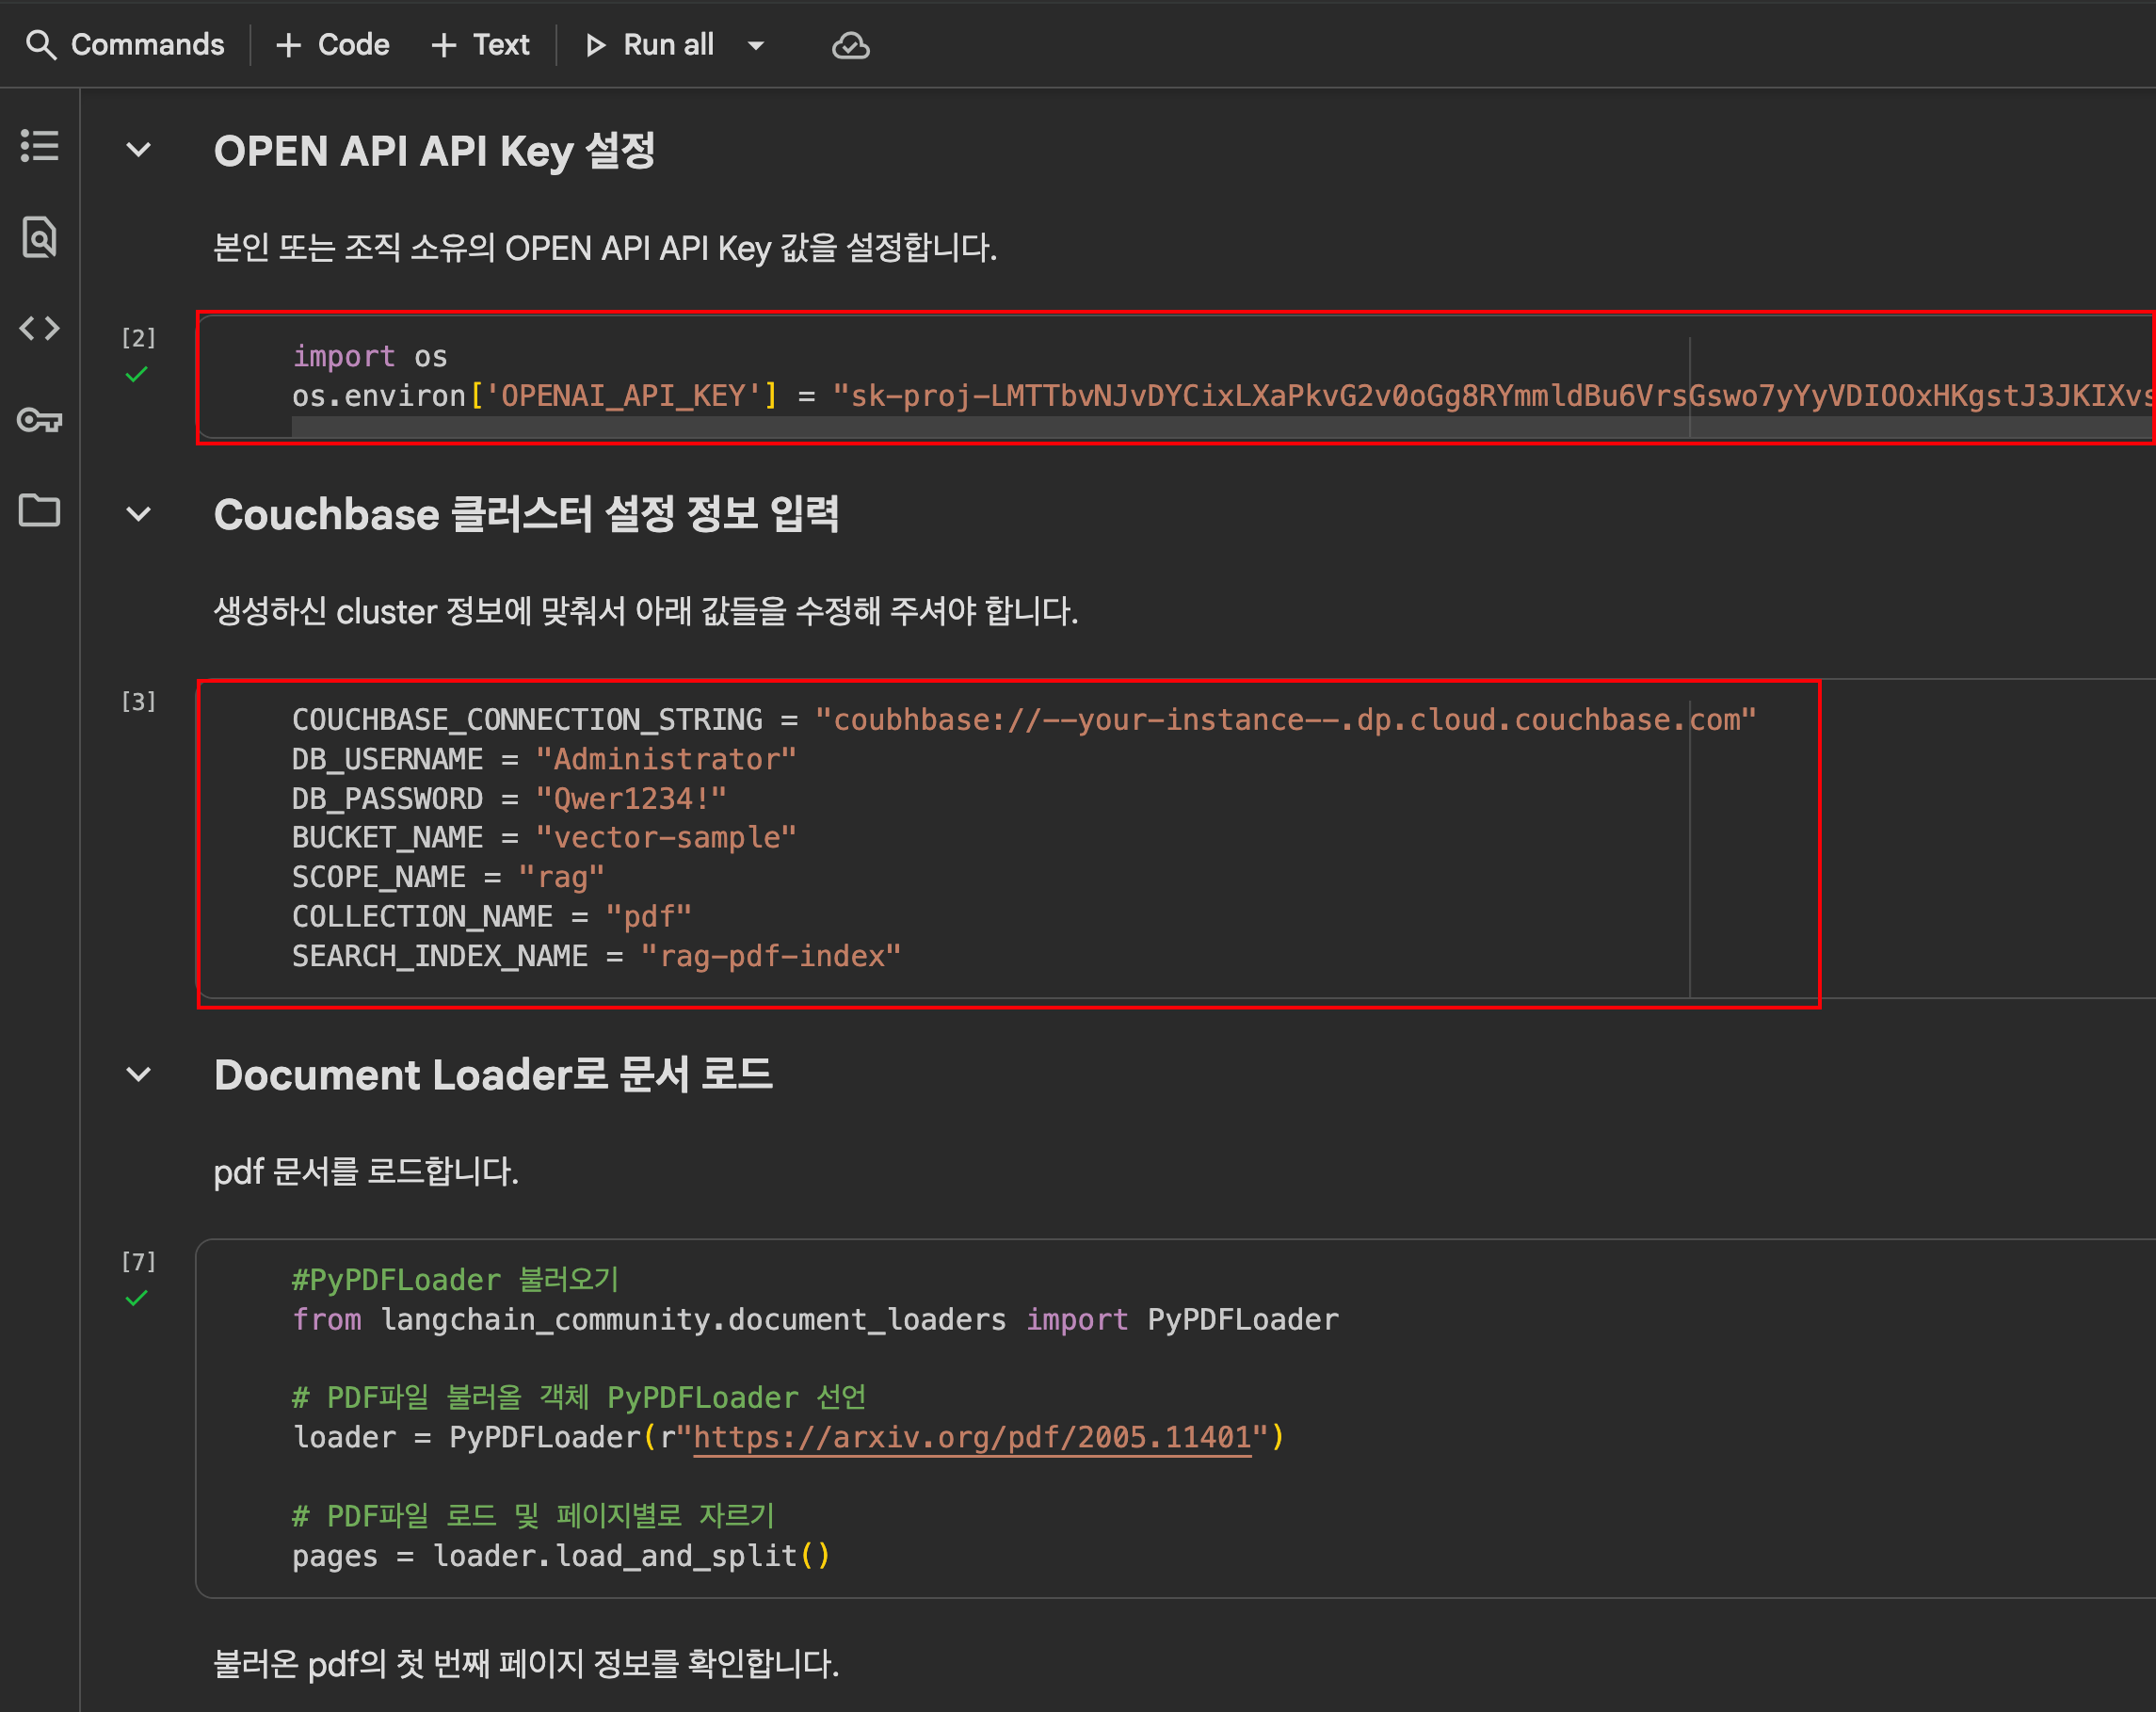 Commands + Code + Text Run all
OPEN API API Key 설정
본인 또는 조직 소유의 OPEN API API Key 값을 설정합니다.
[2]
import os
os.environ['OPENAI_API_KEY'] = "sk-proj-LMTTbvNJvDYCixLXaPkvG2v0oGg8RYmmldBu6VrsGswo7yYyVDIOOxHKgstJ3JKIXvs
Couchbase 클러스터 설정 정보 입력
생성하신 cluster 정보에 맞춰서 아래 값들을 수정해 주셔야 합니다.
[3]
COUCHBASE_CONNECTION_STRING = "coubhbase://--your-instance--.dp.cloud.couchbase.com"
DB_USERNAME = "Administrator"
DB_PASSWORD = "Qwer1234!"
BUCKET_NAME = "vector-sample"
SCOPE_NAME = "rag"
COLLECTION_NAME = "pdf"
SEARCH_INDEX_NAME = "rag-pdf-index"
Document Loader로 문서 로드
pdf 문서를 로드합니다.
[7]
#PyPDFLoader 불러오기
from langchain_community.document_loaders import PyPDFLoader
# PDF파일 불러올 객체 PyPDFLoader 선언
loader = PyPDFLoader(r"https://arxiv.org/pdf/2005.11401")
# PDF파일 로드 및 페이지별로 자르기
pages = loader.load_and_split()
불러온 pdf의 첫 번째 페이지 정보를 확인합니다.